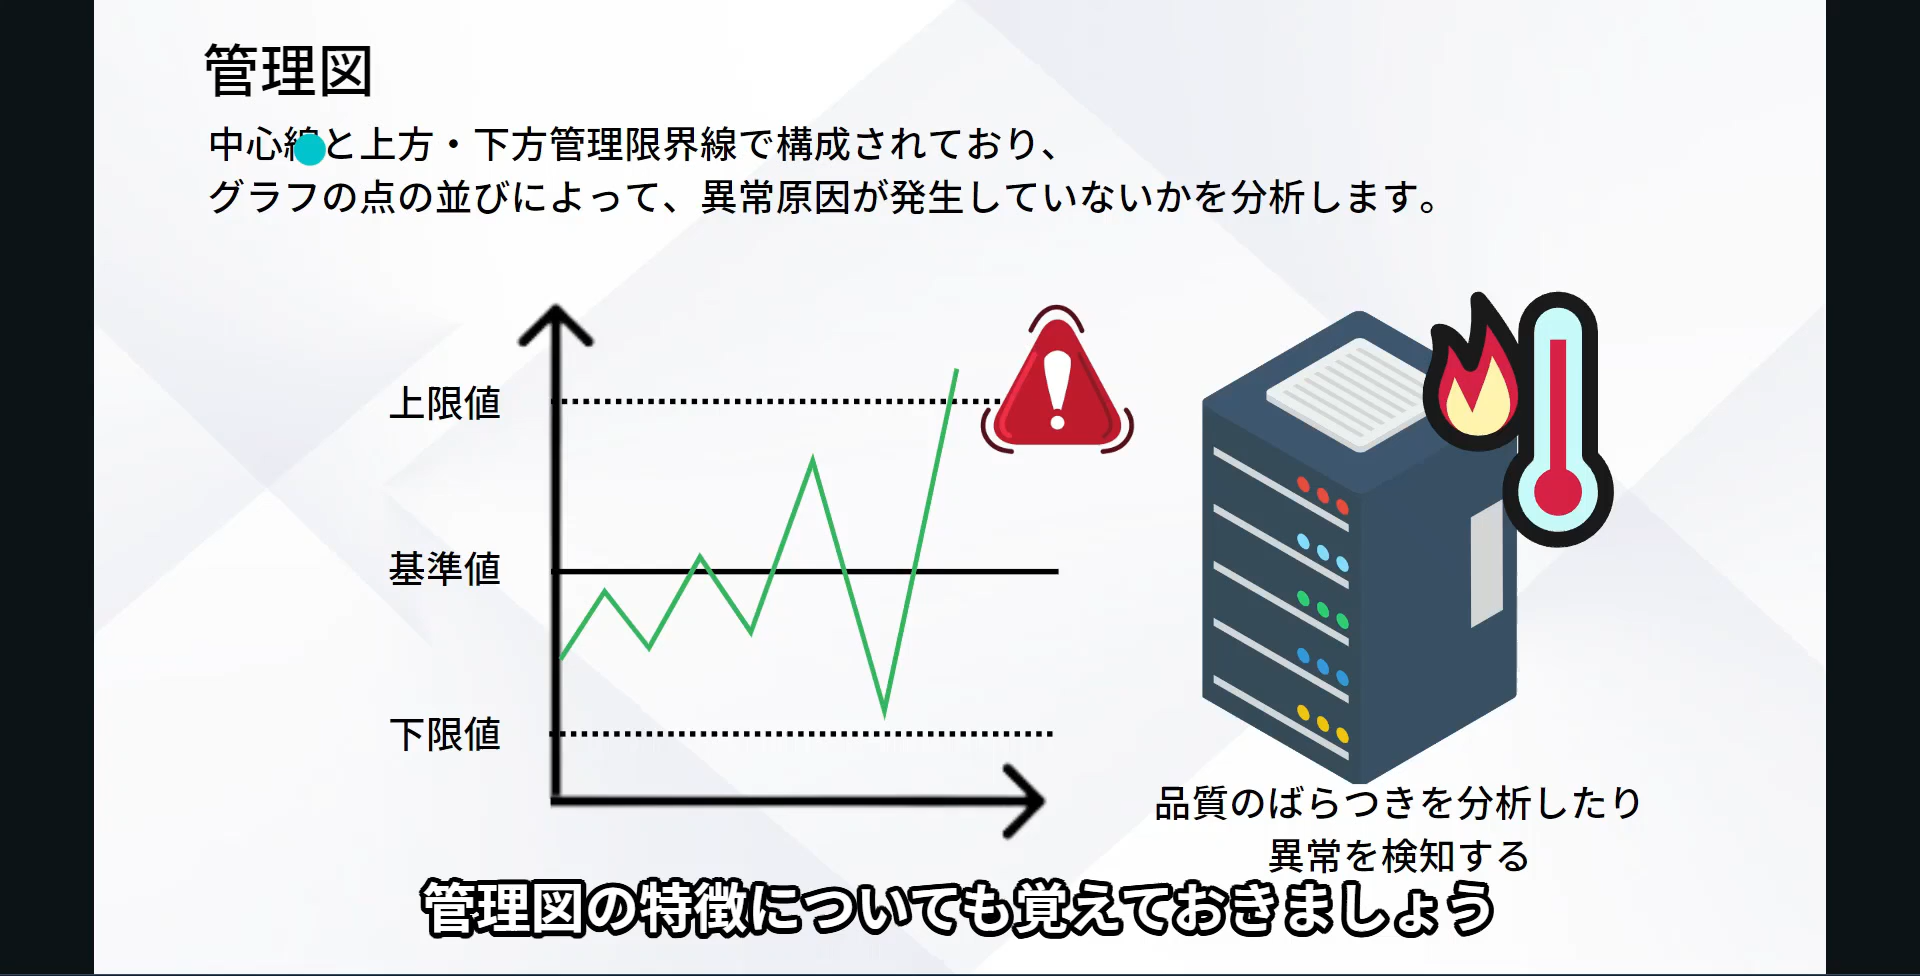 管理図
中心線と上方・下方管理限界線で構成されており、
グラフの点の並びによって、異常原因が発生していないかを分析します。
上限値
基準値
下限値
品質のばらつきを分析したり
異常を検知する
管理図の特徴についても覚えておきましょう